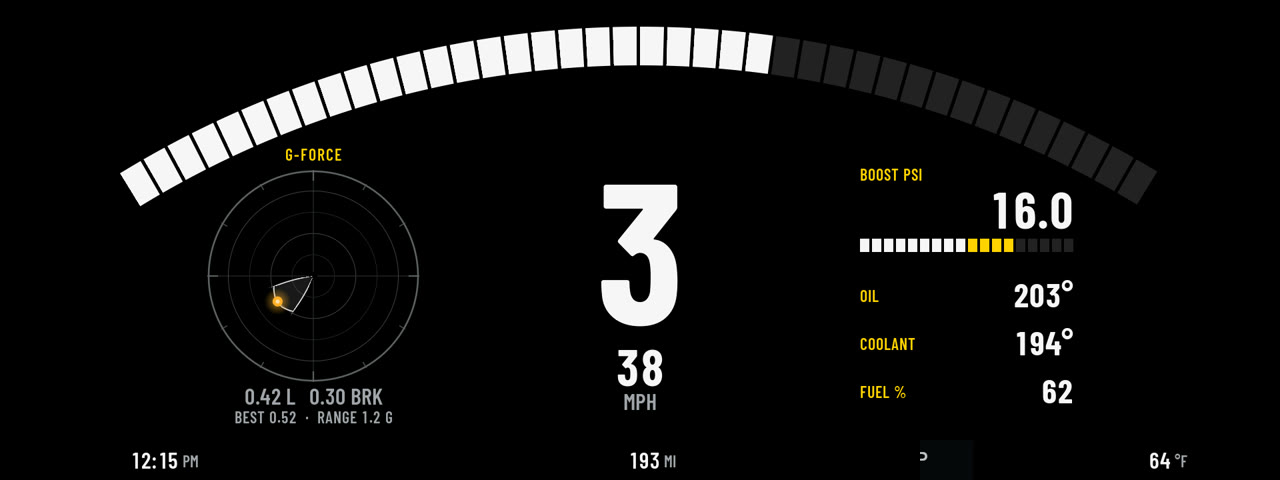 G-FORCE
0.42 L 0.30 BRK
BEST 0.52 · RANGE 1.2 G
3
38
MPH
BOOST PSI
16.0
OIL 203°
COOLANT 194°
FUEL % 62
12:15 PM
193 MI
64 °F